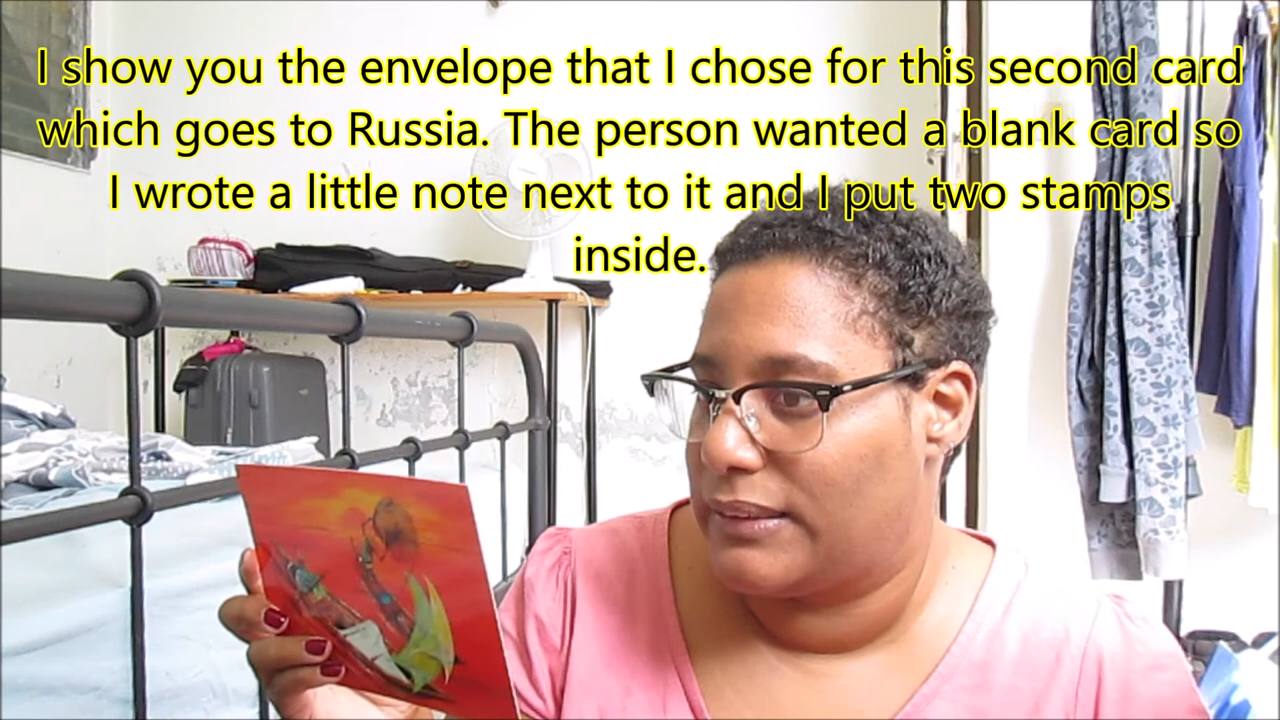 I show you the envelope that I chose for this second card
which goes to Russia. The person wanted a blank card so
I wrote a little note next to it and I put two stamps
inside.